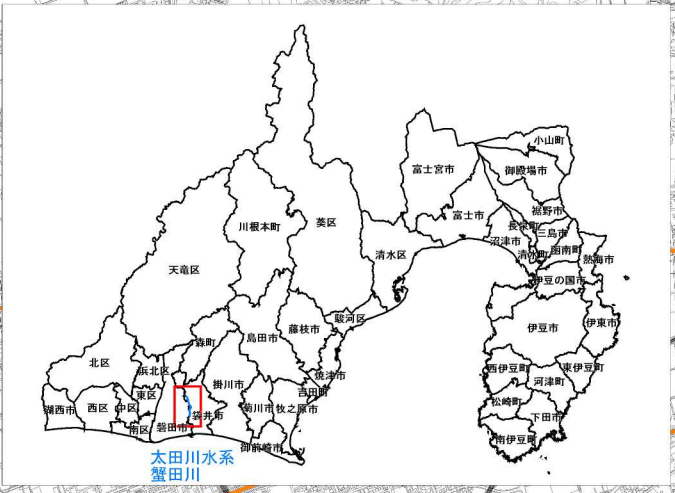 小山町
富士宮市
御殿場市
裾野市
富士市
長泉町
三島市
葵区
川根本町
沼津市
函南町
清水区
清水町
熱海市
天竜区
伊豆の国市
駿河区
伊豆市
伊東市
藤枝市
島田市
森町
北区
浜北区
西伊豆町
東伊豆町
焼津市
河津町
掛川市
吉田町
東区
松崎町
湖西市
西区
中区
袋井市
菊川市
牧之原市
下田市
南区
磐田市
南伊豆町
御前崎市
太田川水系
蟹田川